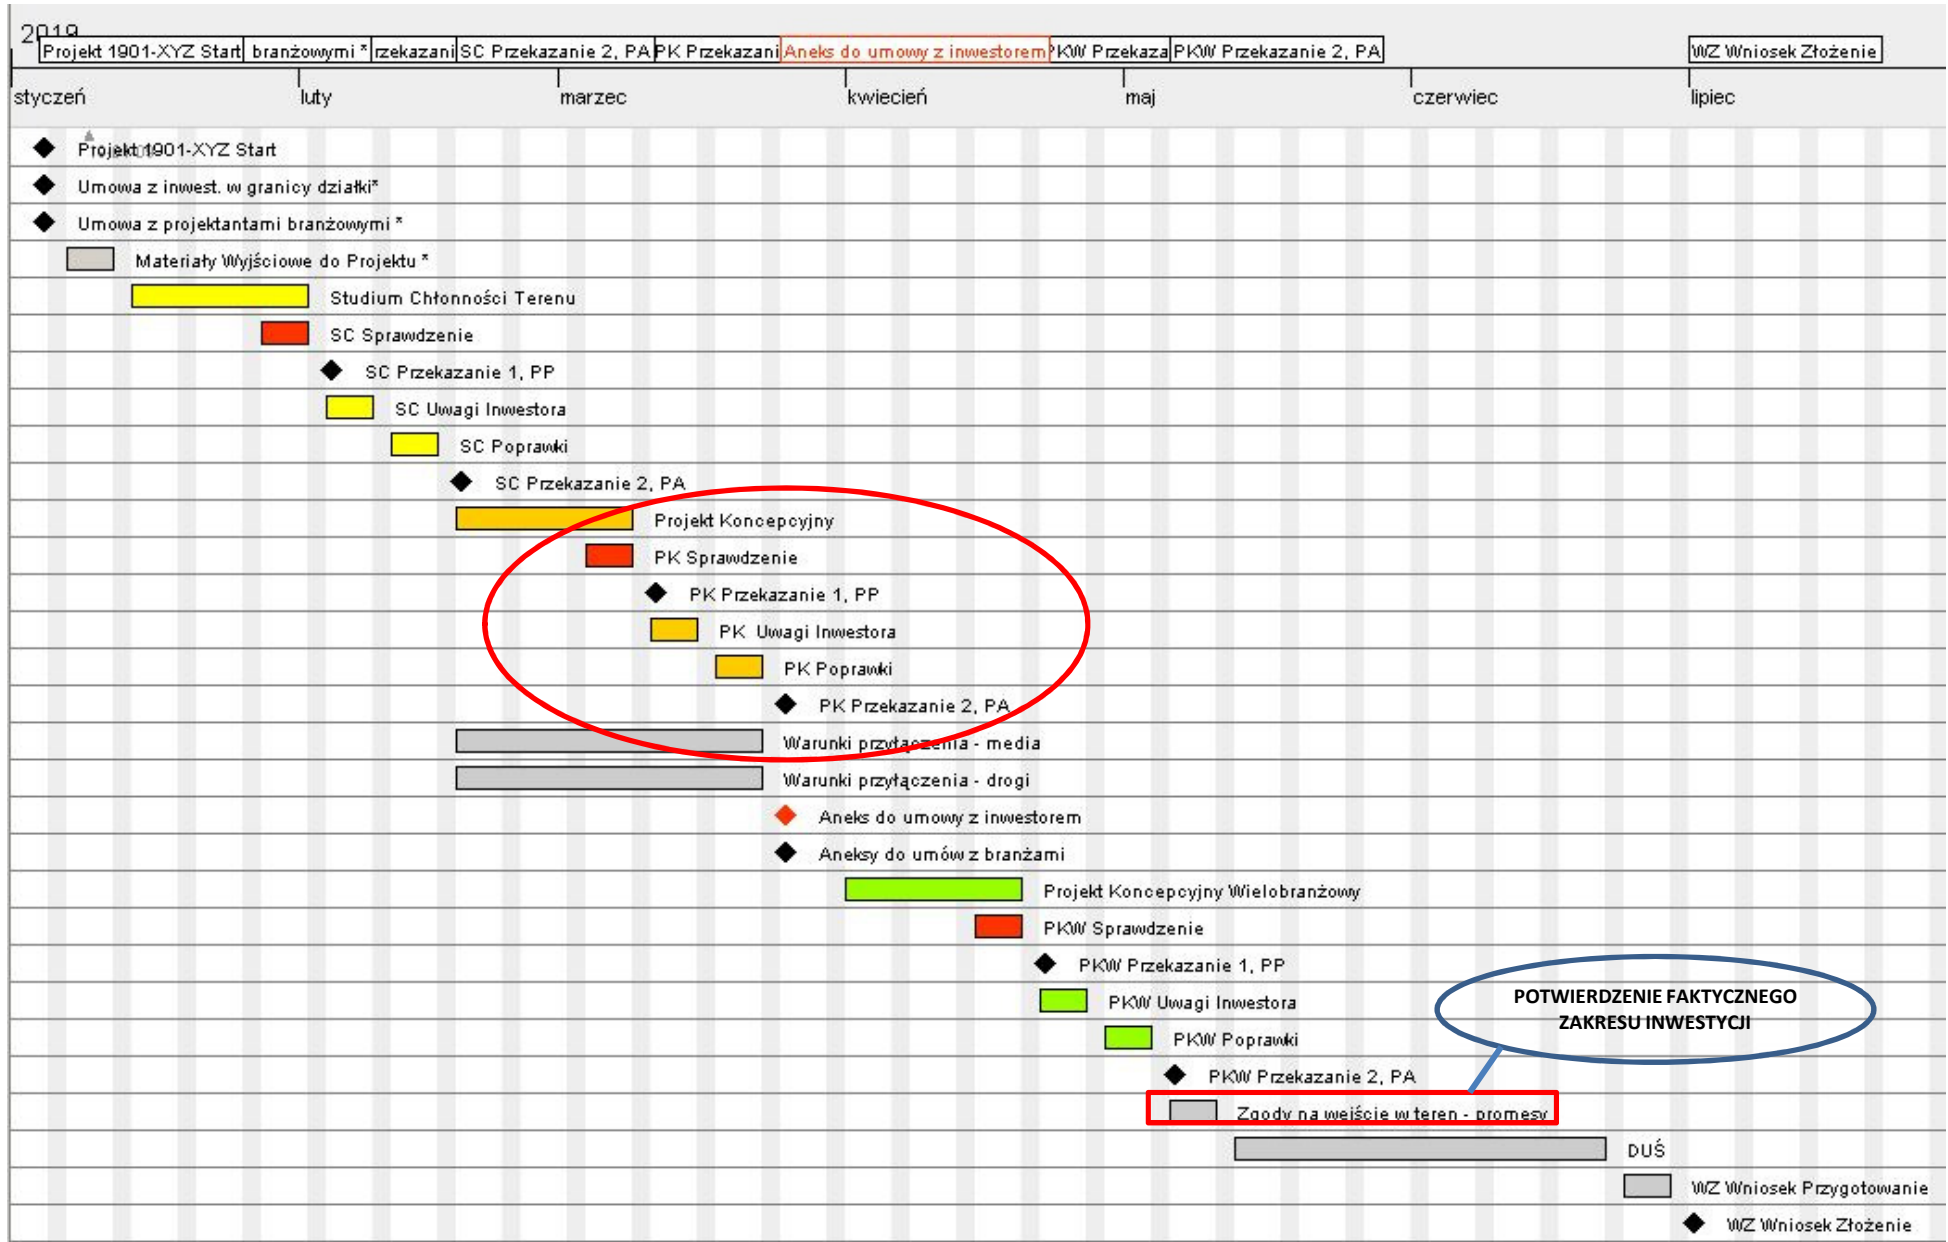 2019
Projekt 1901-XYZ Start branżowymi * rzekazani SC Przekazanie 2, PA PK Przekazani Aneks do umowy z inwestorem PKW Przekaza PKW Przekazanie 2, PA WZ Wniosek Złożenie
styczeń luty marzec kwiecień maj czerwiec lipiec
Projekt 1901-XYZ Start
Umowa z inwest. w granicy działki*
Umowa z projektantami branżowymi *
Materiały Wyjściowe do Projektu *
Studium Chłonności Terenu
SC Sprawdzenie
SC Przekazanie 1, PP
SC Uwagi Inwestora
SC Poprawki
SC Przekazanie 2, PA
Projekt Koncepcyjny
PK Sprawdzenie
PK Przekazanie 1, PP
PK Uwagi Inwestora
PK Poprawki
PK Przekazanie 2, PA
Warunki przyłączenia - media
Warunki przyłączenia - drogi
Aneks do umowy z inwestorem
Aneksy do umów z branżami
Projekt Koncepcyjny Wielobranżowy
PKW Sprawdzenie
PKW Przekazanie 1, PP
PKW Uwagi Inwestora
POTWIERDZENIE FAKTYCZNEGO
ZAKRESU INWESTYCJI
PKW Poprawki
PKW Przekazanie 2, PA
Zgody na wejście w teren - promesy
DUŚ
WZ Wniosek Przygotowanie
WZ Wniosek Złożenie